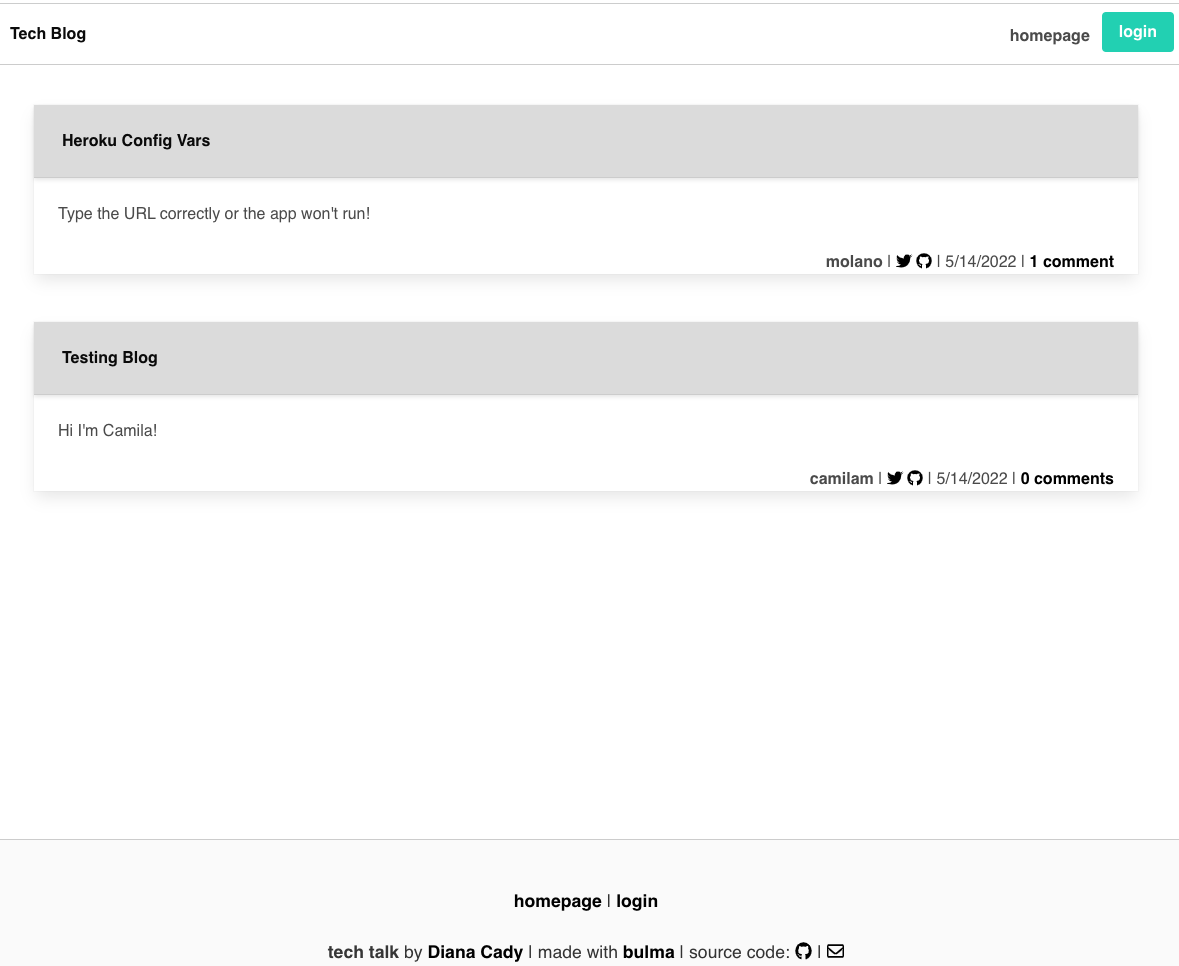 Tech Blog
homepage
login
Heroku Config Vars
Type the URL correctly or the app won't run!
molano | | 5/14/2022 | 1 comment
Testing Blog
Hi I'm Camila!
camilam | | 5/14/2022 | 0 comments
homepage | login
tech talk by Diana Cady | made with bulma | source code: |